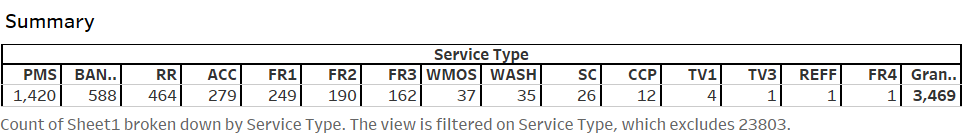 Summary
Service Type
PMS BAN.. RR ACC FR1 FR2 FR3 WMOS WASH SC CCP TV1 TV3 REFF FR4 Gran..
1,420 588 464 279 249 190 162 37 35 26 12 4 1 1 1 3,469
Count of Sheet1 broken down by Service Type. The view is filtered on Service Type, which excludes 23803.